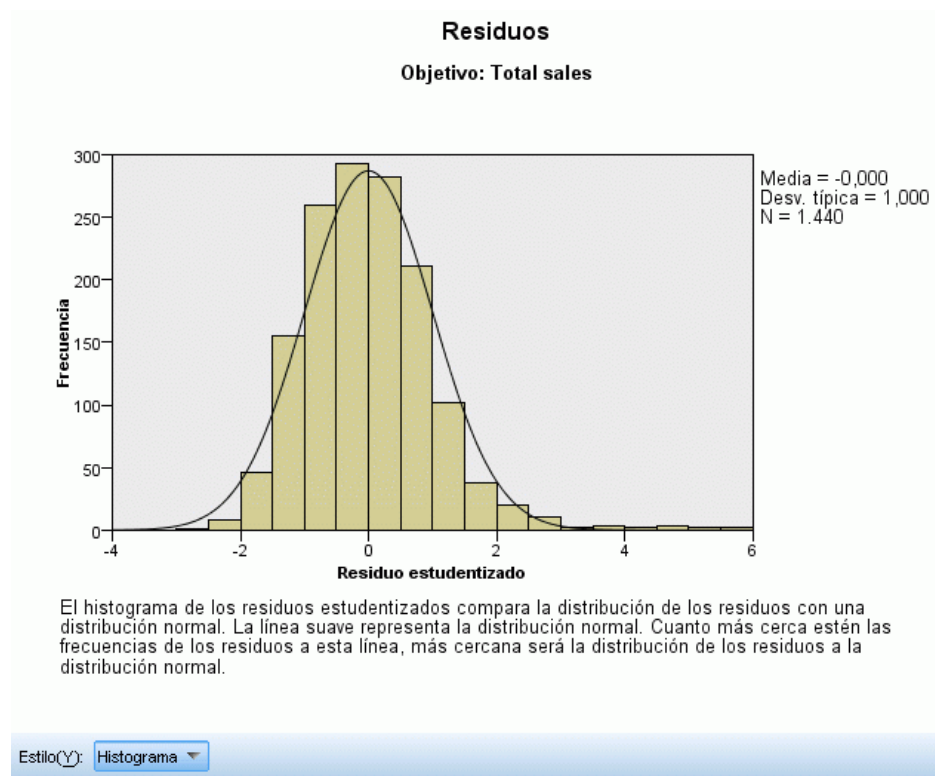 Residuos
Objetivo: Total sales
300
250
200
150
100
50
0
Frecuencia
-4
-2
0
2
4
6
Residuo estudentizado
Media = -0,000
Desv. típica = 1,000
N = 1.440
El histograma de los residuos estudentizados compara la distribución de los residuos con una
distribución normal. La línea suave representa la distribución normal. Cuanto más cerca estén las
frecuencias de los residuos a esta línea, más cercana será la distribución de los residuos a la
distribución normal.
Estilo(Y): Histograma